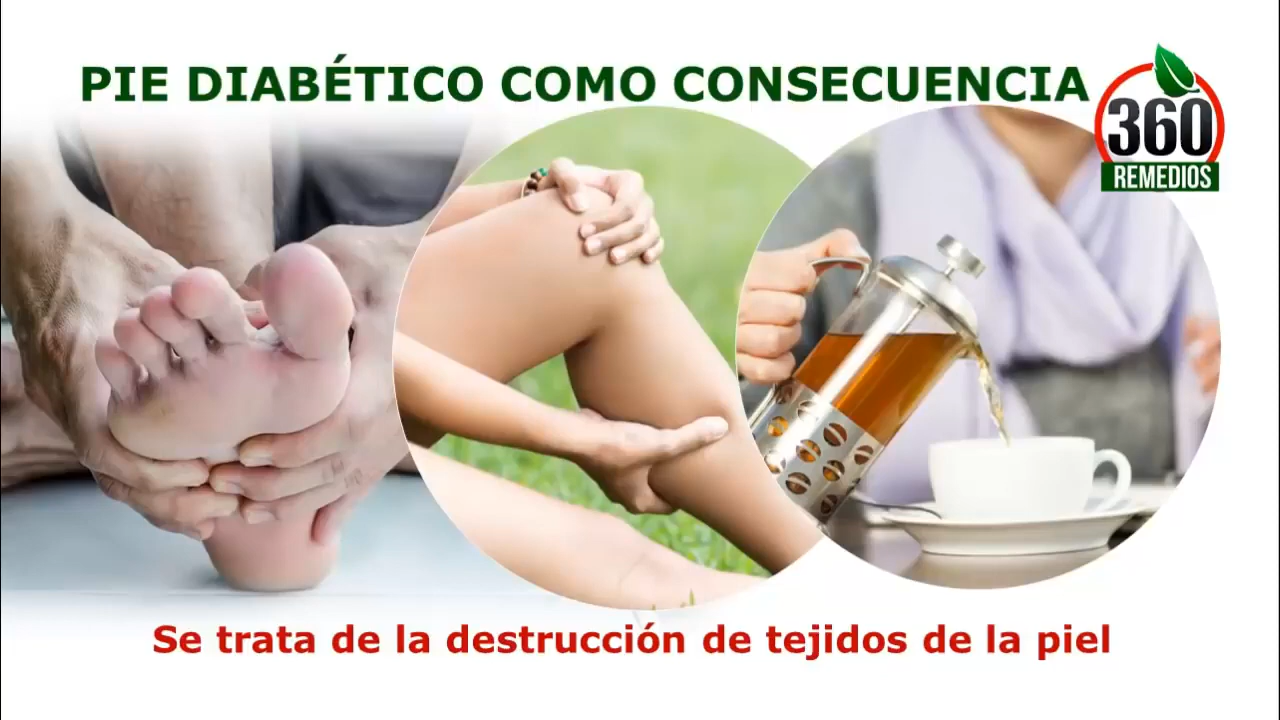 PIE DIABÉTICO COMO CONSECUENCIA
360
REMEDIOS
Se trata de la destrucción de tejidos de la piel